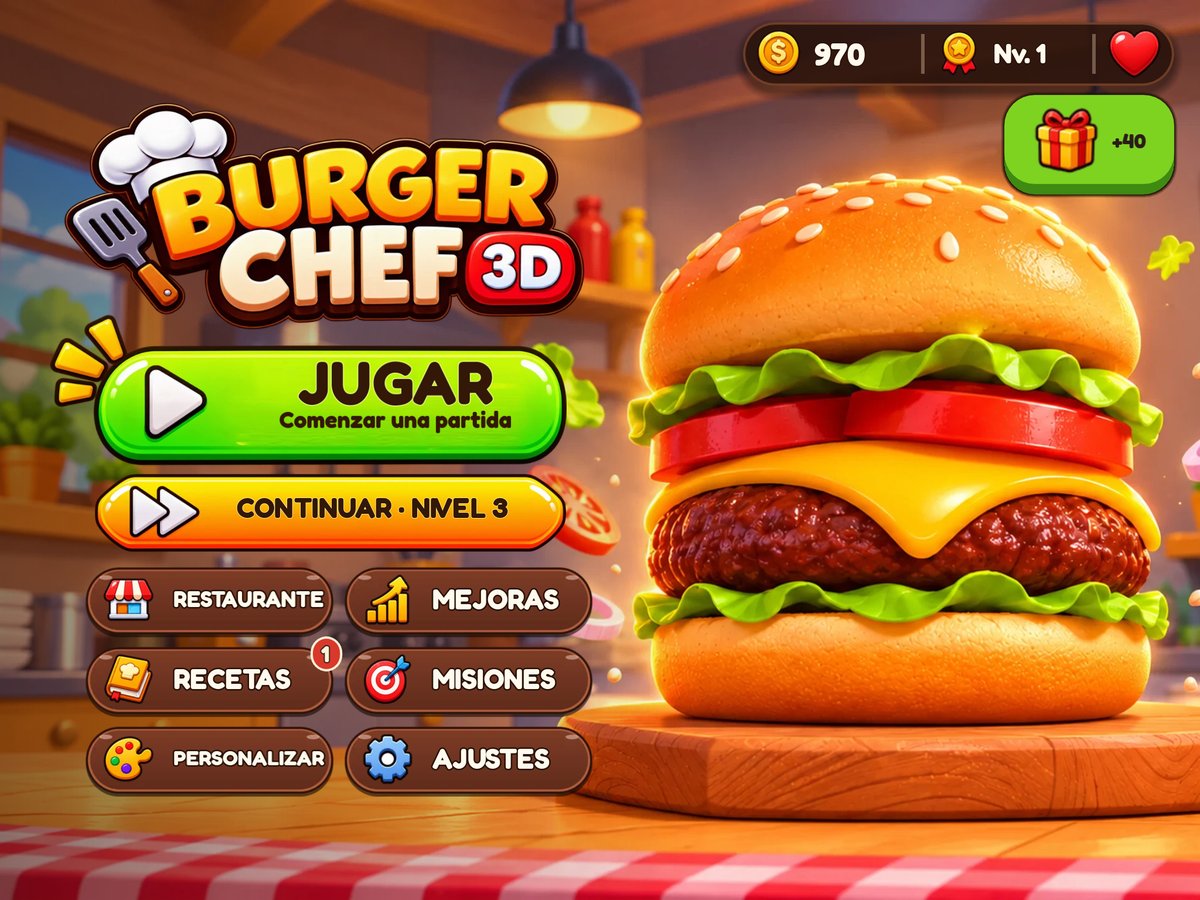 970
Nv. 1
+40
BURGER
CHEF 3D
JUGAR
Comenzar una partida
CONTINUAR · NIVEL 3
RESTAURANTE
MEJORAS
RECETAS
1
MISIONES
PERSONALIZAR
AJUSTES